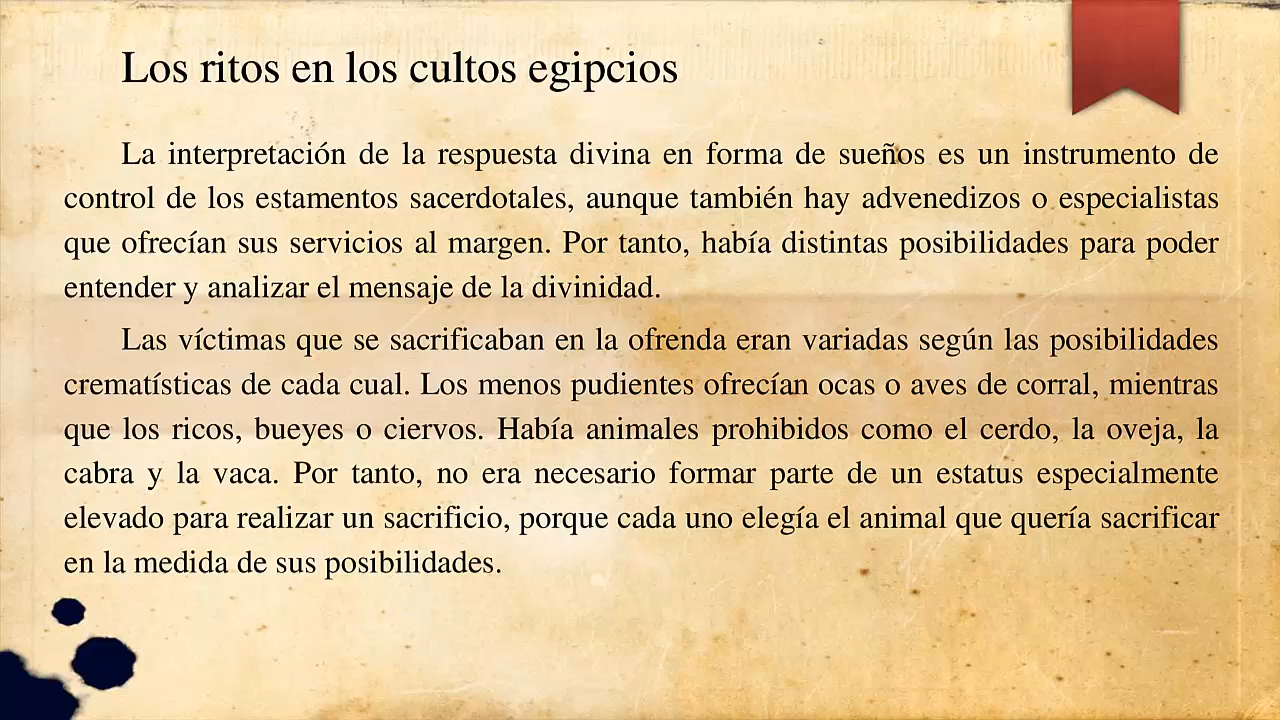 Los ritos en los cultos egipcios
La interpretación de la respuesta divina en forma de sueños es un instrumento de
control de los estamentos sacerdotales, aunque también hay advenedizos o especialistas
que ofrecían sus servicios al margen. Por tanto, había distintas posibilidades para poder
entender y analizar el mensaje de la divinidad.
Las víctimas que se sacrificaban en la ofrenda eran variadas según las posibilidades
crematísticas de cada cual. Los menos pudientes ofrecían ocas o aves de corral, mientras
que los ricos, bueyes o ciervos. Había animales prohibidos como el cerdo, la oveja, la
cabra y la vaca. Por tanto, no era necesario formar parte de un estatus especialmente
elevado para realizar un sacrificio, porque cada uno elegía el animal que quería sacrificar
en la medida de sus posibilidades.